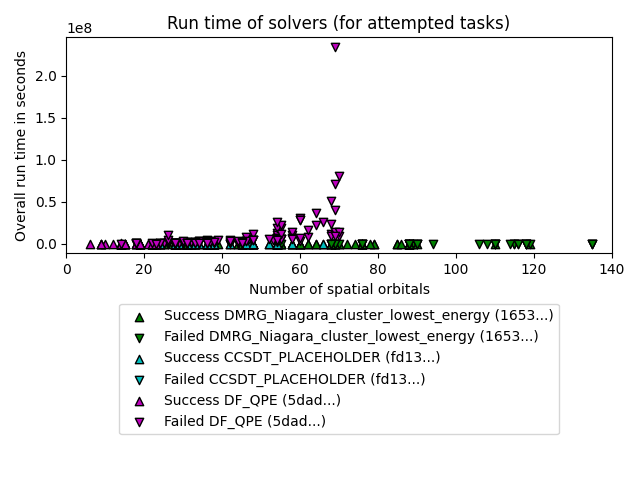 Run time of solvers (for attempted tasks)
1e8
Overall run time in seconds
2.0
1.5
1.0
0.5
0.0
0 20 40 60 80 100 120 140
Number of spatial orbitals
Success DMRG_Niagara_cluster_lowest_energy (1653...)
Failed DMRG_Niagara_cluster_lowest_energy (1653...)
Success CCSDT_PLACEHOLDER (fd13...)
Failed CCSDT_PLACEHOLDER (fd13...)
Success DF_QPE (5dad...)
Failed DF_QPE (5dad...)